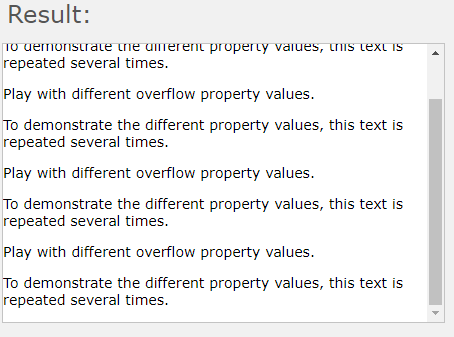 Result:
To demonstrate the different property values, this text is
repeated several times.
Play with different overflow property values.
To demonstrate the different property values, this text is
repeated several times.
Play with different overflow property values.
To demonstrate the different property values, this text is
repeated several times.
Play with different overflow property values.
To demonstrate the different property values, this text is
repeated several times.